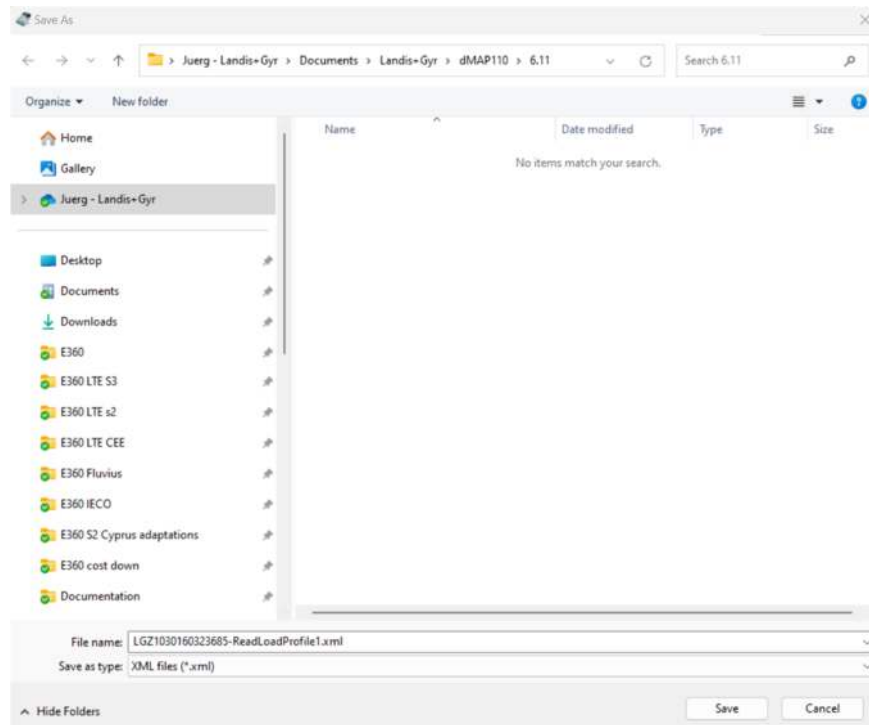 Save As
Juerg - Landis+Gyr > Documents > Landis+Gyr > dMAP110 > 6.11
Search 6.11
Organize
New folder
Home
Gallery
Juerg - Landis+Gyr
Desktop
Documents
Downloads
E360
E360 LTE S3
E360 LTE s2
E360 LTE CEE
E360 Fluvius
E360 IECO
E360 S2 Cyprus adaptations
E360 cost down
Documentation
Name Date modified Type Size
No items match your search.
File name: LGZ1030160323685-ReadLoadProfile1.xml
Save as type: XML files (*.xml)
Hide Folders
Save
Cancel